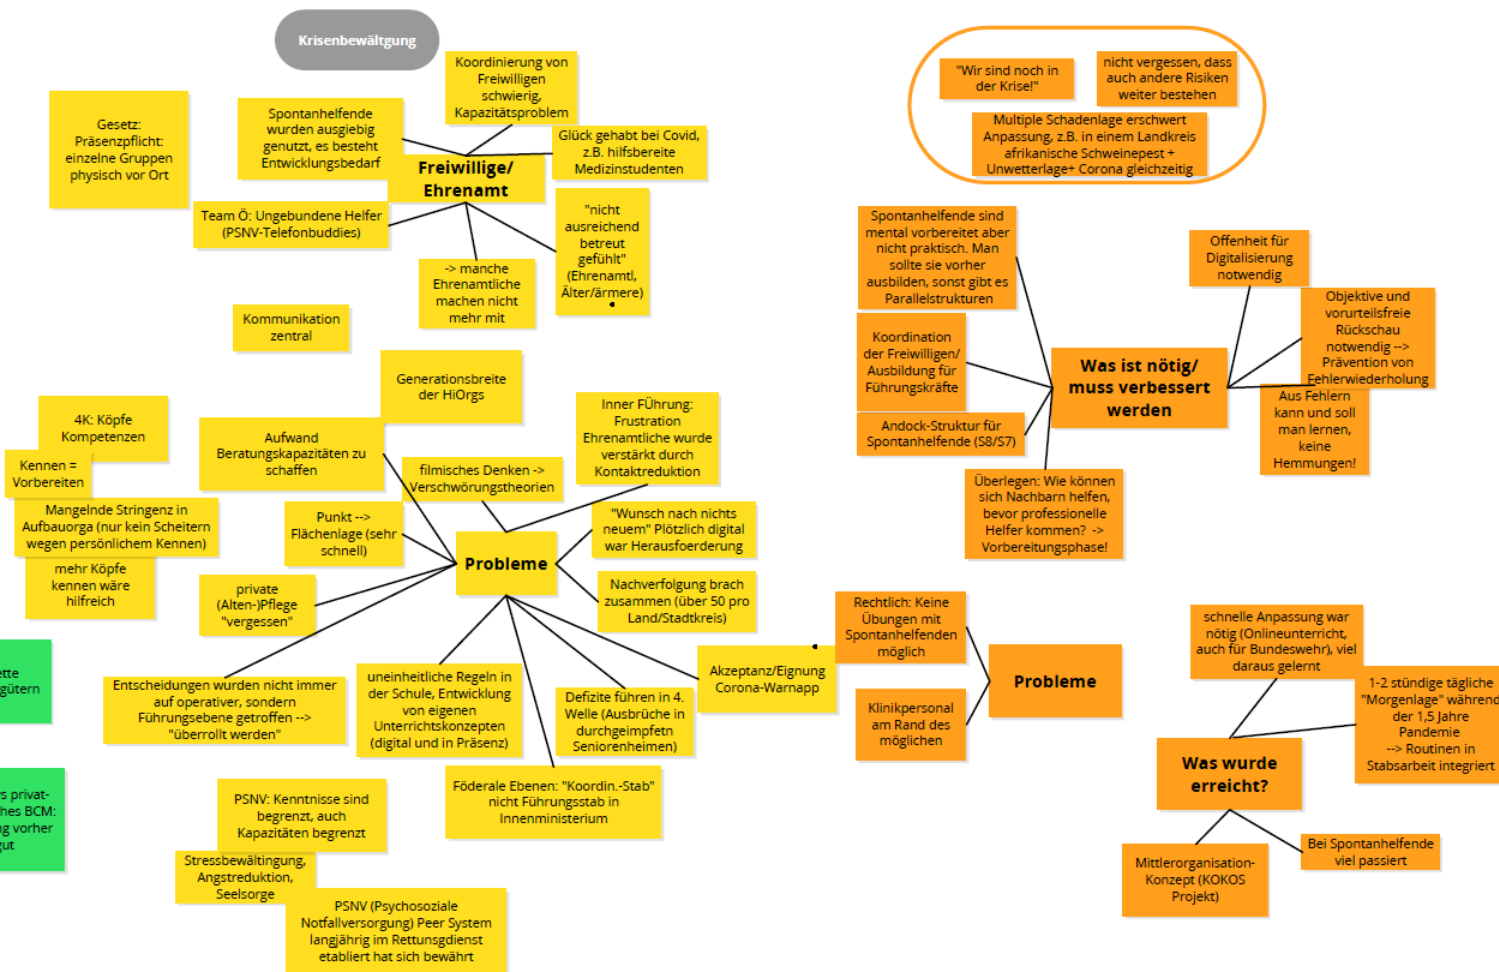 Krisenbewältgung
Gesetz:
Präsenzpflicht:
einzelne Gruppen
physisch vor Ort
Spontanhelfende
wurden ausgiebig
genutzt, es besteht
Entwicklungsbedarf
Koordinierung von
Freiwilligen
schwierig,
Kapazitätsproblem
Glück gehabt bei Covid,
z.B. hilfsbereite
Medizinstudenten
Freiwillige/
Ehrenamt
Team Ö: Ungebundene Helfer
(PSNV-Telefonbuddies)
-> manche
Ehrenamtliche
machen nicht
mehr mit
"nicht
ausreichend
betreut
gefühlt"
(Ehrenamtl,
Älter/ärmere)
Kommunikation
zentral
Generationsbreite
der HiOrgs
4K: Köpfe
Kompetenzen
Kennen =
Vorbereiten
Mangelnde Stringenz in
Aufbauorga (nur kein Scheitern
wegen persönlichem Kennen)
mehr Köpfe
kennen wäre
hilfreich
Aufwand
Beratungskapazitäten zu
schaffen
filmisches Denken ->
Verschwörungstheorien
Inner FÜhrung:
Frustration
Ehrenamtliche wurde
verstärkt durch
Kontaktreduktion
Punkt -->
Flächenlage (sehr
schnell)
"Wunsch nach nichts
neuem" Plötzlich digital
war Herausfoerderung
Probleme
private
(Alten-)Pflege
"vergessen"
Nachverfolgung brach
zusammen (über 50 pro
Land/Stadtkreis)
Entscheidungen wurden nicht immer
auf operativer, sondern
Führungsebene getroffen -->
"überrollt werden"
uneinheitliche Regeln in
der Schule, Entwicklung
von eigenen
Unterrichtskonzepten
(digital und in Präsenz)
Defizite führen in 4.
Welle (Ausbrüche in
durchgeimpfetn
Seniorenheimen)
Akzeptanz/Eignung
Corona-Warnapp
Föderale Ebenen: "Koordin.-Stab"
nicht Führungsstab in
Innenministerium
PSNV: Kenntnisse sind
begrenzt, auch
Kapazitäten begrenzt
Stressbewältingung,
Angstreduktion,
Seelsorge
PSNV (Psychosoziale
Notfallversorgung) Peer System
langjährig im Rettunsgdienst
etabliert hat sich bewährt
ette
gütern
s privat-
hes BCM:
ng vorher
gut
"Wir sind noch in
der Krise!"
nicht vergessen, dass
auch andere Risiken
weiter bestehen
Multiple Schadenlage erschwert
Anpassung, z.B. in einem Landkreis
afrikanische Schweinepest +
Unwetterlage+ Corona gleichzeitig
Spontanhelfende sind
mental vorbereitet aber
nicht praktisch. Man
sollte sie vorher
ausbilden, sonst gibt es
Parallelstrukturen
Offenheit für
Digitalisierung
notwendig
Koordination
der Freiwilligen/
Ausbildung für
Führungskräfte
Was ist nötig/
muss verbessert
werden
Objektive und
vorurteilsfreie
Rückschau
notwendig -->
Prävention von
Fehlerwiederholung
Aus Fehlern
kann und soll
man lernen,
keine
Hemmungen!
Andock-Struktur für
Spontanhelfende (S8/S7)
Überlegen: Wie können
sich Nachbarn helfen,
bevor professionelle
Helfer kommen? ->
Vorbereitungsphase!
Rechtlich: Keine
Übungen mit
Spontanhelfenden
möglich
Probleme
Klinikpersonal
am Rand des
möglichen
schnelle Anpassung war
nötig (Onlineunterricht,
auch für Bundeswehr), viel
daraus gelernt
1-2 stündige tägliche
"Morgenlage" während
der 1,5 Jahre
Pandemie
--> Routinen in
Stabsarbeit integriert
Was wurde
erreicht?
Mittlerorganisation-
Konzept (KOKOS
Projekt)
Bei Spontanhelfende
viel passiert